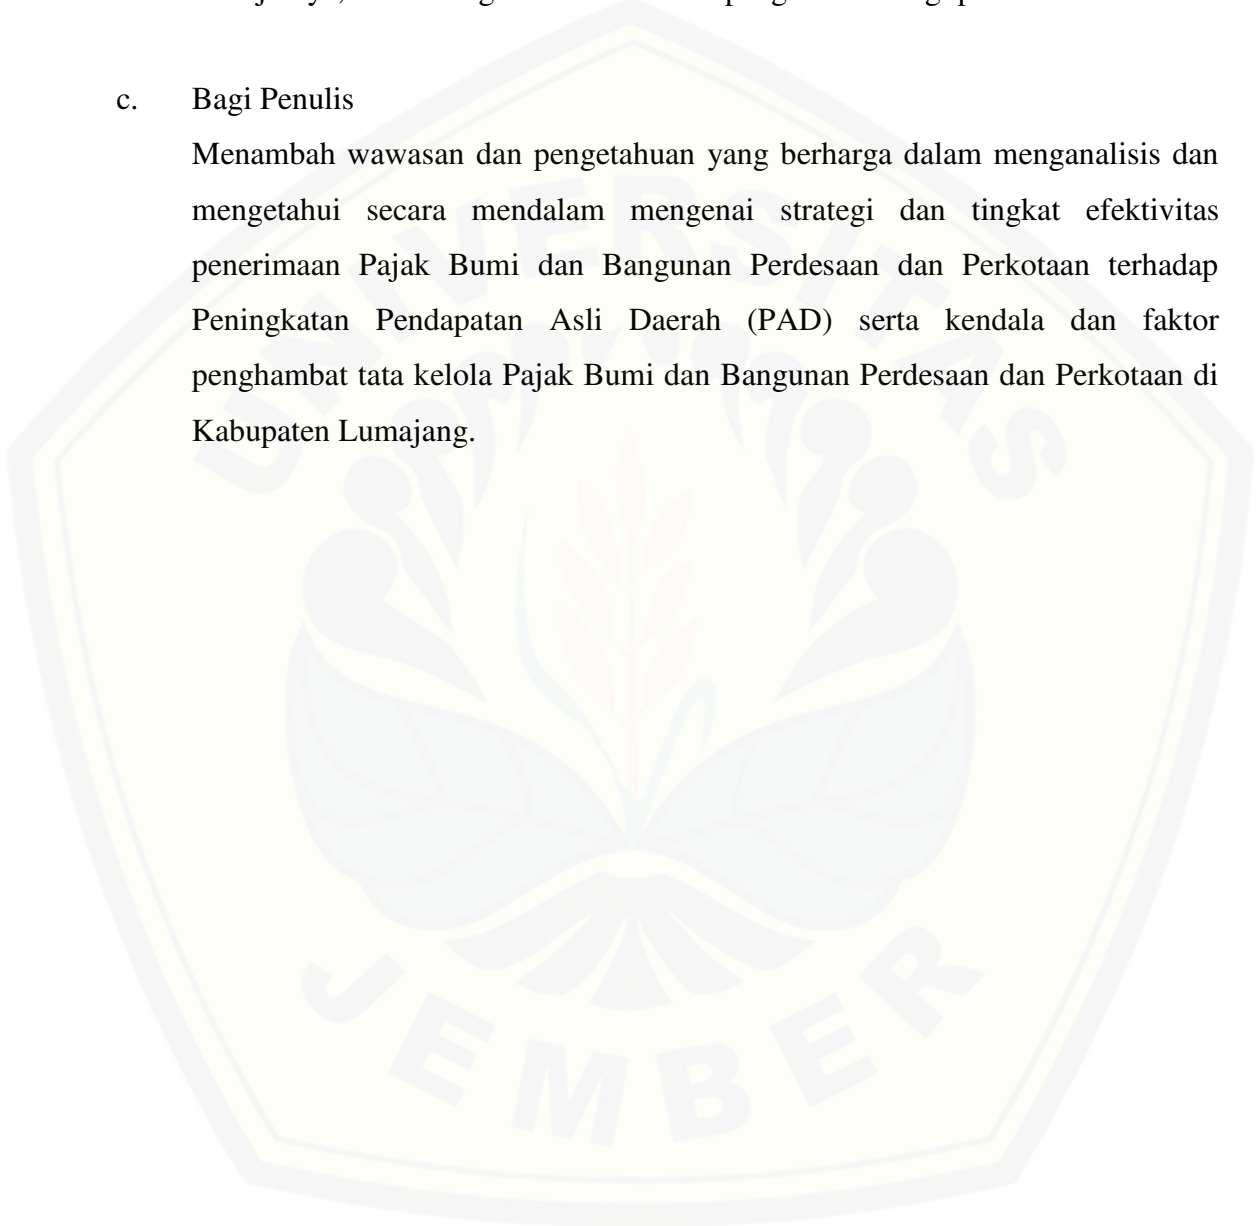 c. Bagi Penulis
Menambah wawasan dan pengetahuan yang berharga dalam menganalisis dan
mengetahui secara mendalam mengenai strategi dan tingkat efektivitas
penerimaan Pajak Bumi dan Bangunan Perdesaan dan Perkotaan terhadap
Peningkatan Pendapatan Asli Daerah (PAD) serta kendala dan faktor
penghambat tata kelola Pajak Bumi dan Bangunan Perdesaan dan Perkotaan di
Kabupaten Lumajang.
UNIVERSITAS
JEMBER